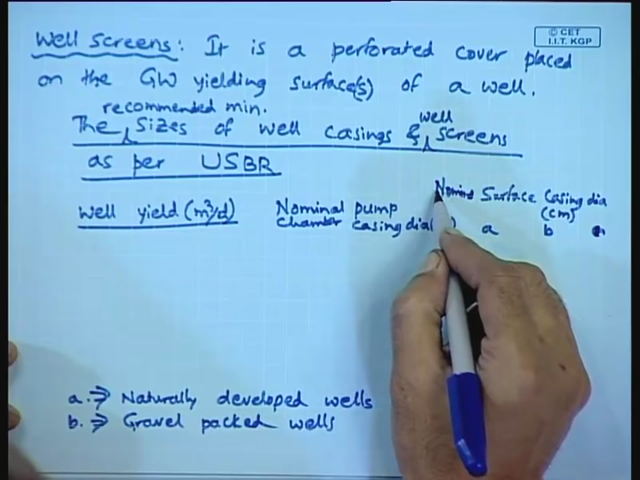 © CET
I.I.T. KGP
Well Screens: It is a perforated cover placed
on the GW yielding surface(s) of a well.
The recommended min. Sizes of well casings & well screens
as per USBR
Well yield (m³/d)
Nominal pump
chamber casing dia
Surface Casing dia
(cm)
a b
a. ⇒ Naturally developed wells
b. ⇒ Gravel packed wells